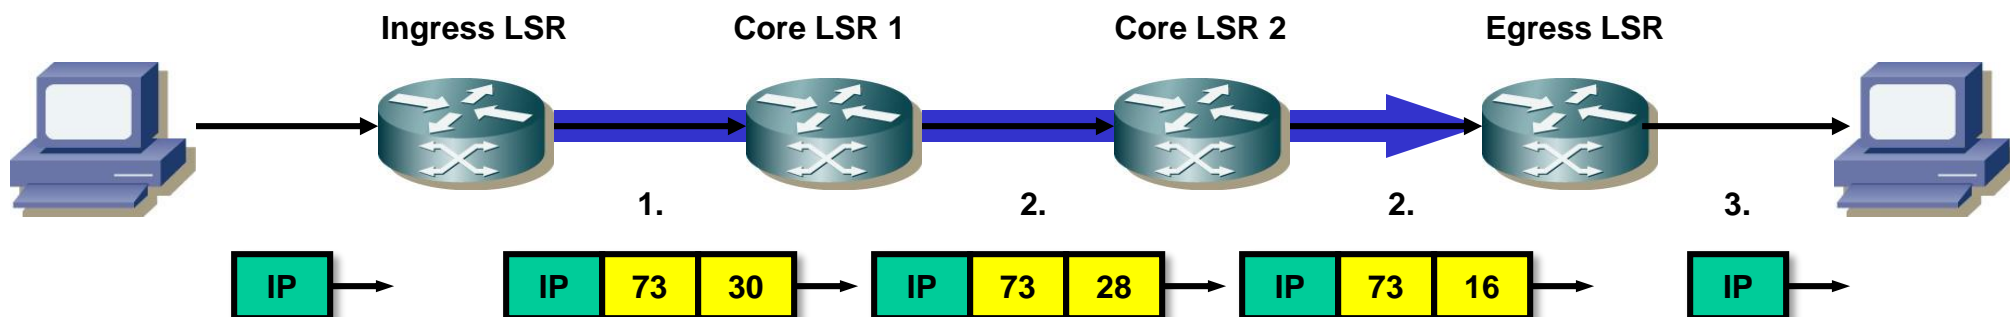 Ingress LSR Core LSR 1 Core LSR 2 Egress LSR
1. 2. 2. 3.
IP IP 73 30 IP 73 28 IP 73 16 IP